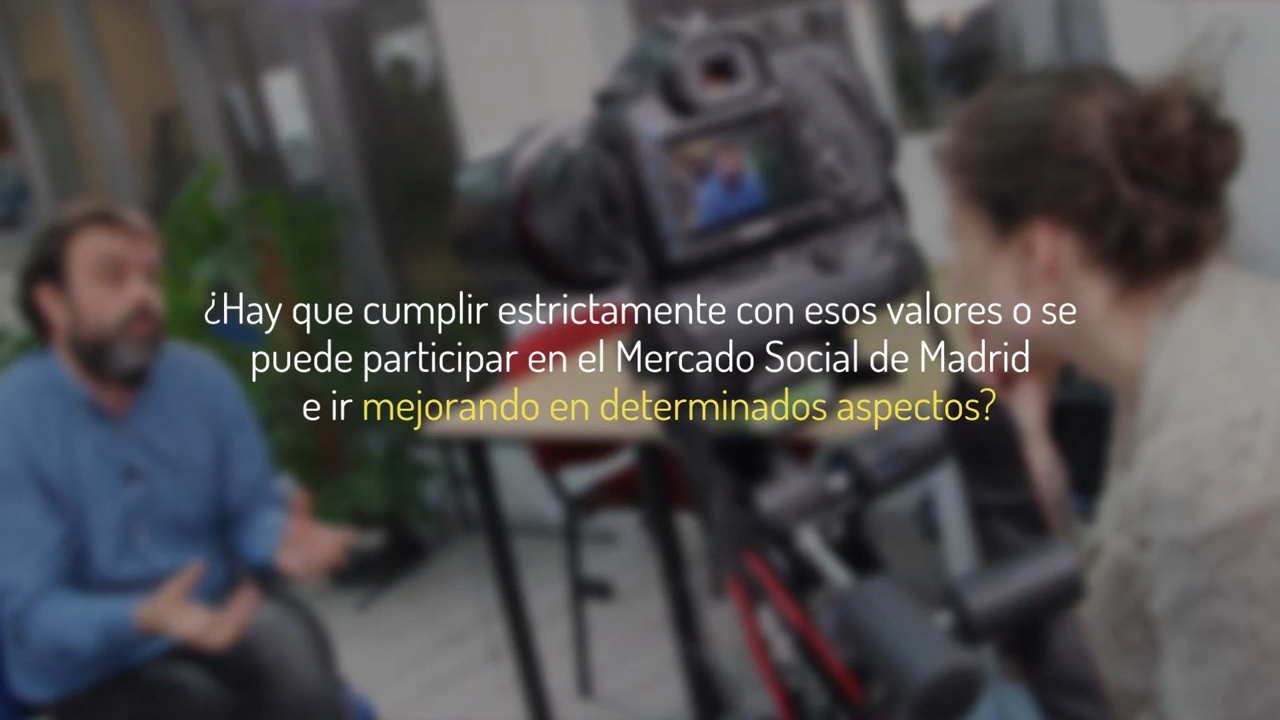 ¿Hay que cumplir estrictamente con esos valores o se
puede participar en el Mercado Social de Madrid
e ir mejorando en determinados aspectos?